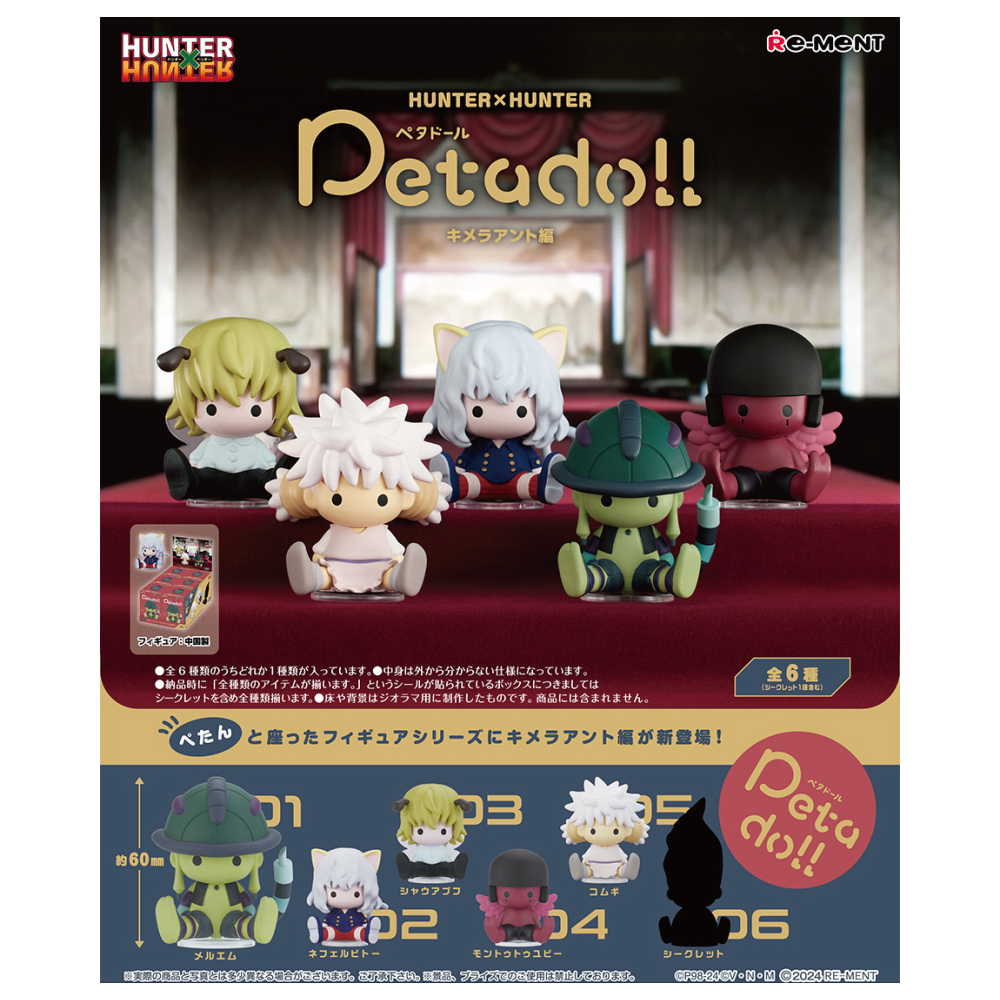 HUNTER×HUNTER
ハンター×ハンター
Re-MeNT
HUNTER×HUNTER
ペタドール
Petado!!
キメラアント編
Petado!!
フィギュア：中国製
●全6種類のうちどれか1種類が入っています。●中身は外から分からない仕様になっています。
●納品時に「全種類のアイテムが揃います。」というシールが貼られているボックスにつきましては
シークレットを含め全種類揃います。●床や背景はジオラマ用に制作したものです。商品には含まれません。
全6種
（シークレット1種含む）
ぺたん と座ったフィギュアシリーズにキメラアント編が新登場！
ペタドール
Peta
do!!
約60mm
01
メルエム
02
ネフェルピトー
03
シャウアプフ
04
モントゥトゥユピー
05
コムギ
06
シークレット
※実際の商品と写真とは多少異なる場合がございます。ご了承下さい。※景品、プライズでのご使用は禁止しております。
©P98-24©V・N・M ©2024 RE-MENT